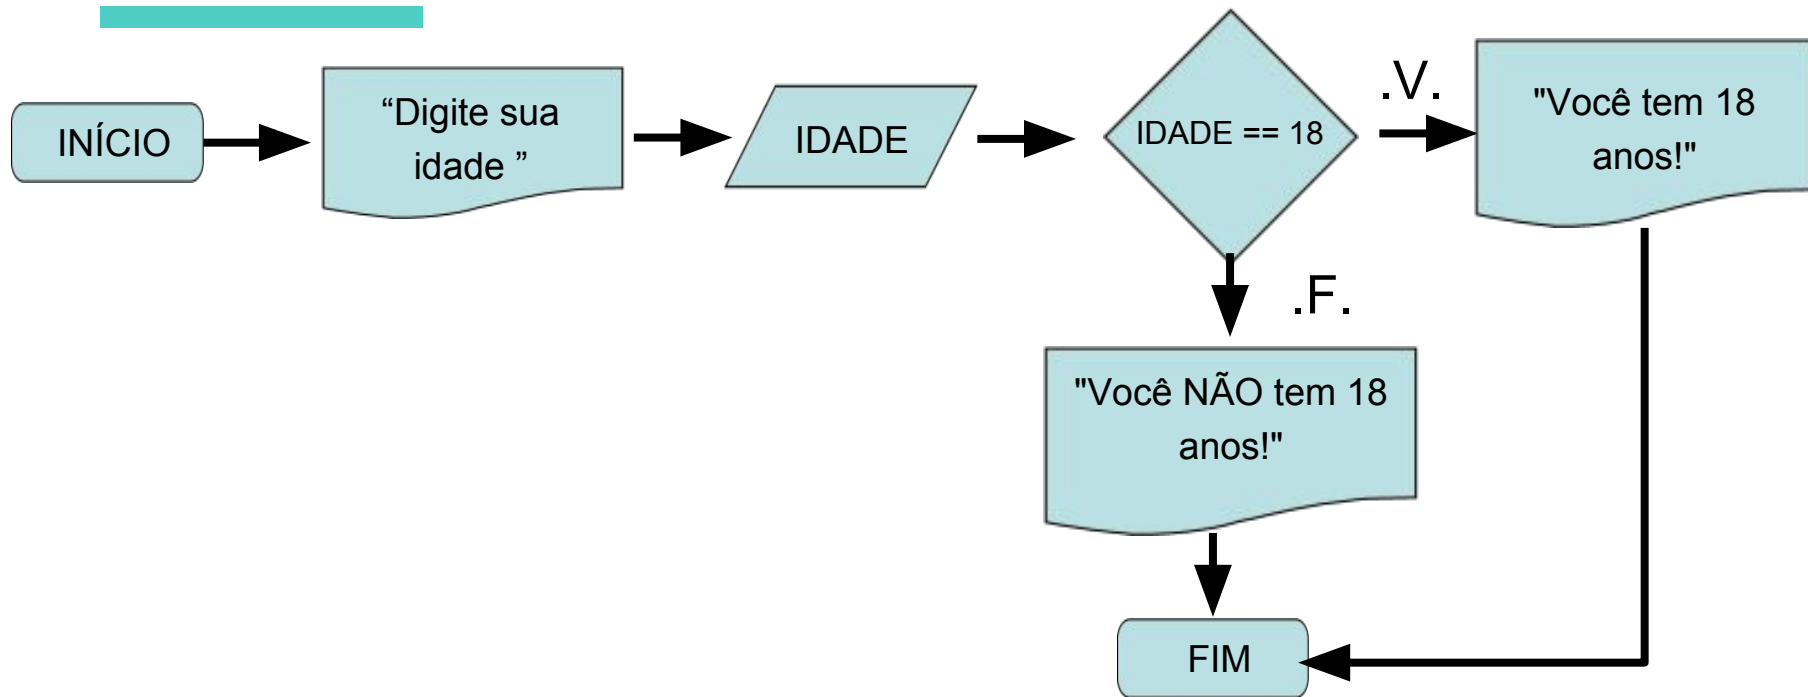 INÍCIO
“Digite sua
idade ”
IDADE
IDADE == 18
.V.
"Você tem 18
anos!"
.F.
"Você NÃO tem 18
anos!"
FIM